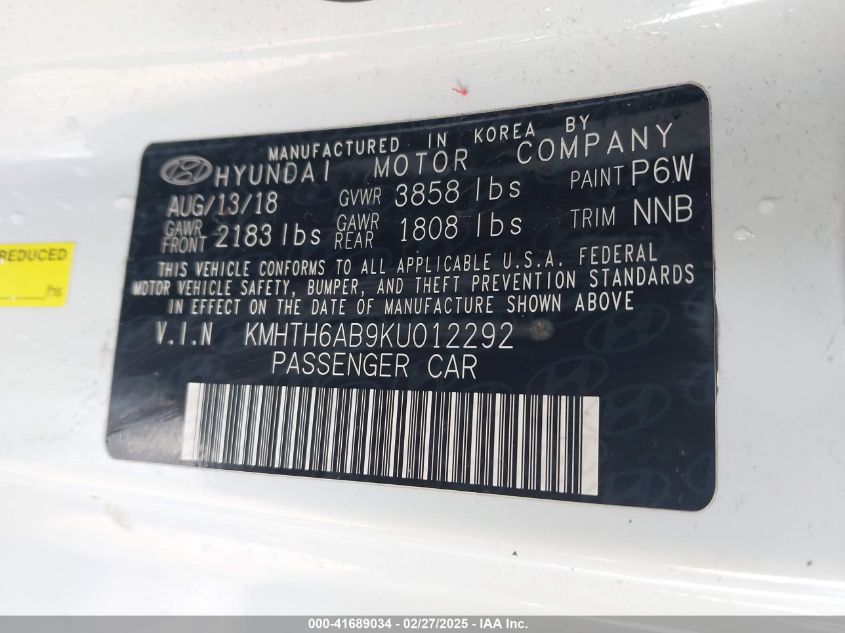 MANUFACTURED IN KOREA BY
HYUNDAI MOTOR COMPANY
AUG/13/18 GVWR 3858 lbs PAINT P6W
GAWR FRONT 2183 lbs GAWR REAR 1808 lbs TRIM NNB
THIS VEHICLE CONFORMS TO ALL APPLICABLE U.S.A. FEDERAL
MOTOR VEHICLE SAFETY, BUMPER, AND THEFT PREVENTION STANDARDS
IN EFFECT ON THE DATE OF MANUFACTURE SHOWN ABOVE
V.I.N KMHTH6AB9KU012292
PASSENGER CAR
REDUCED
lbs
000-41689034 - 02/27/2025 - IAA Inc.